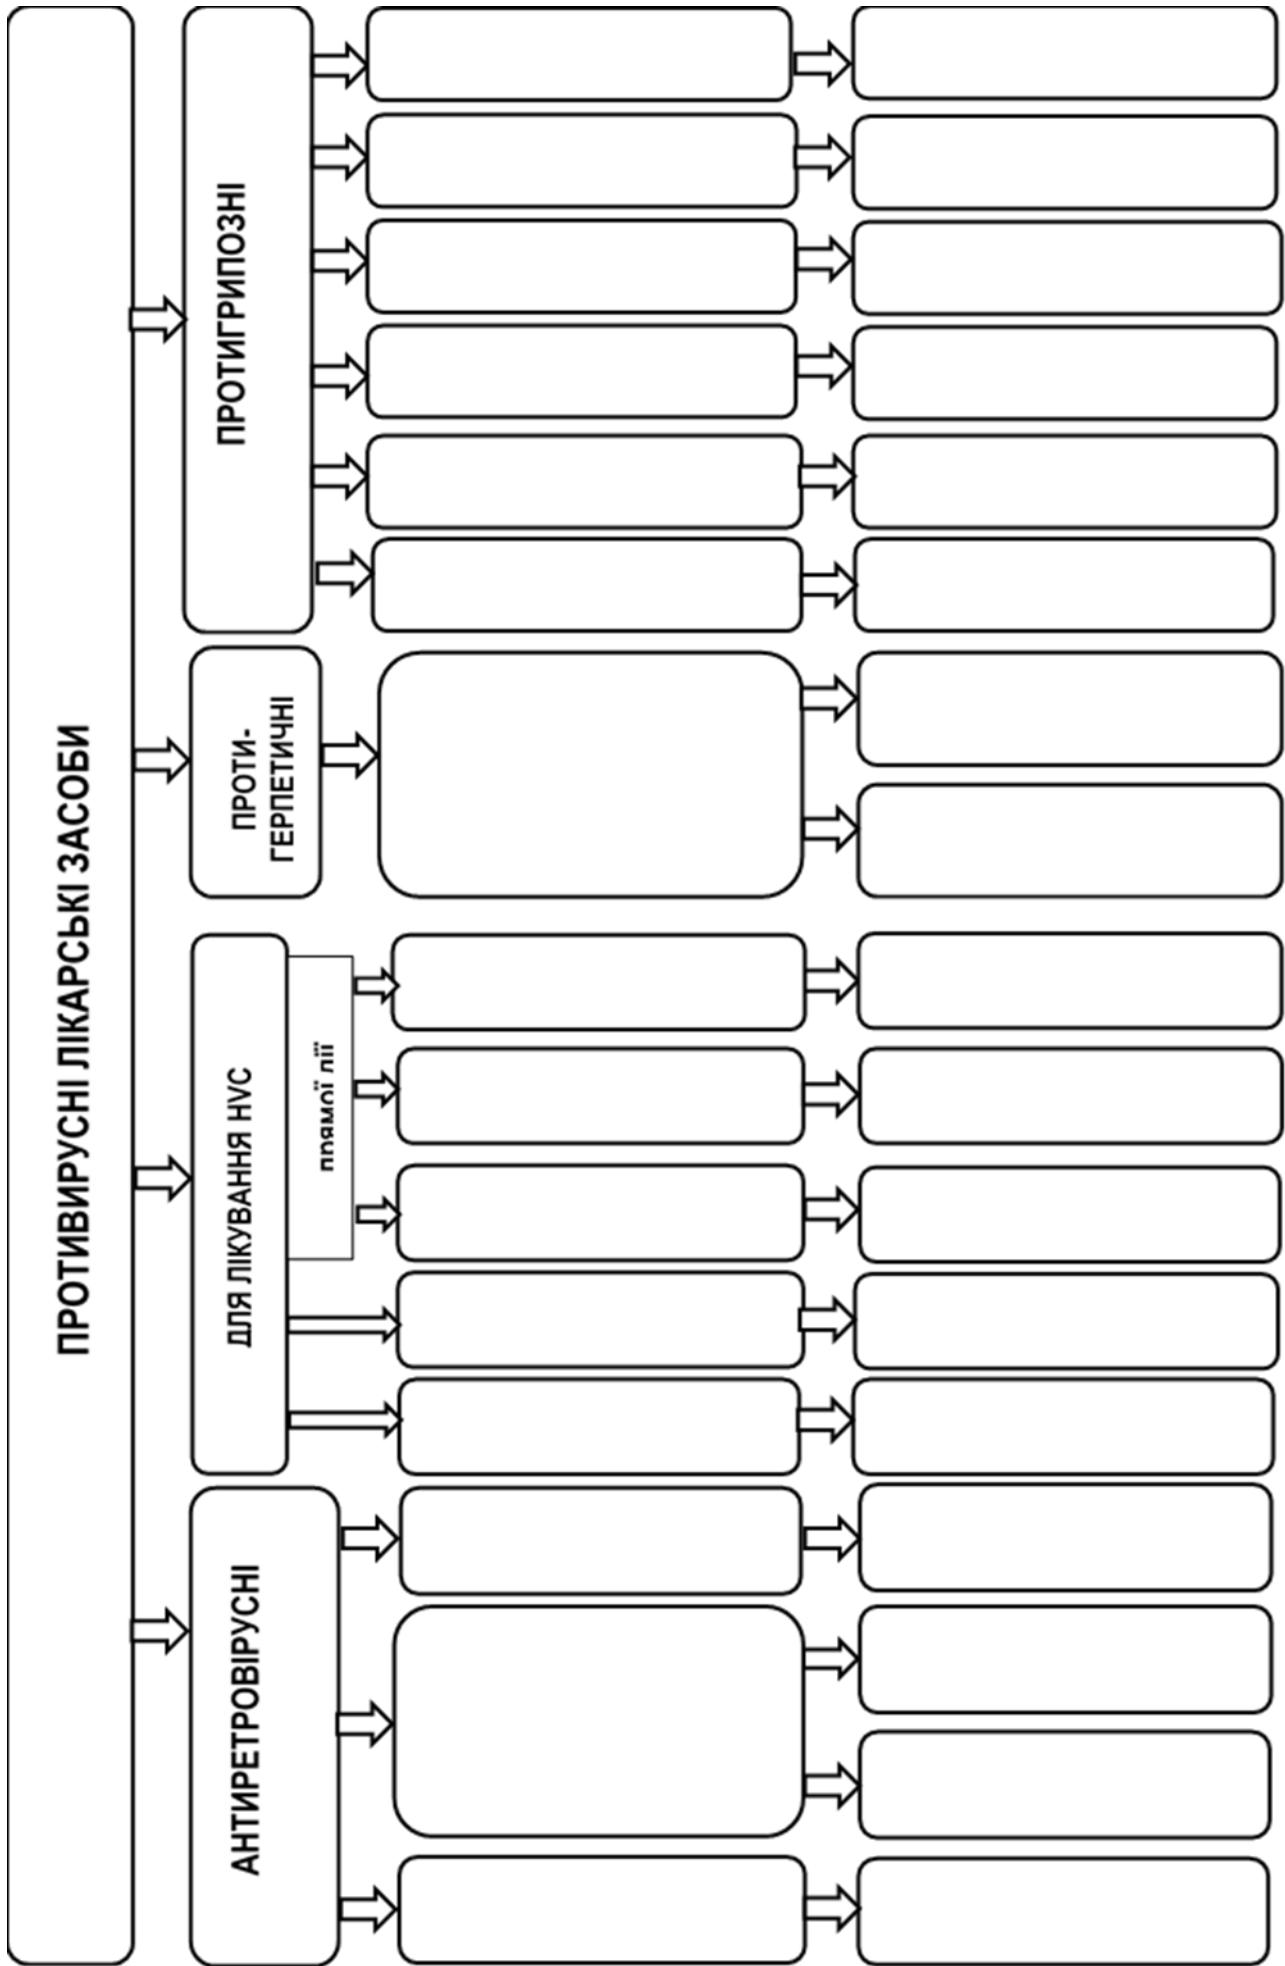 ПРОТИВИРУСНІ ЛІКАРСЬКІ ЗАСОБИ
АНТИРЕТРОВІРУСНІ
ДЛЯ ЛІКУВАННЯ HVC
прямої дії
ПРОТИ-
ГЕРПЕТИЧНІ
ПРОТИГРИПОЗНІ